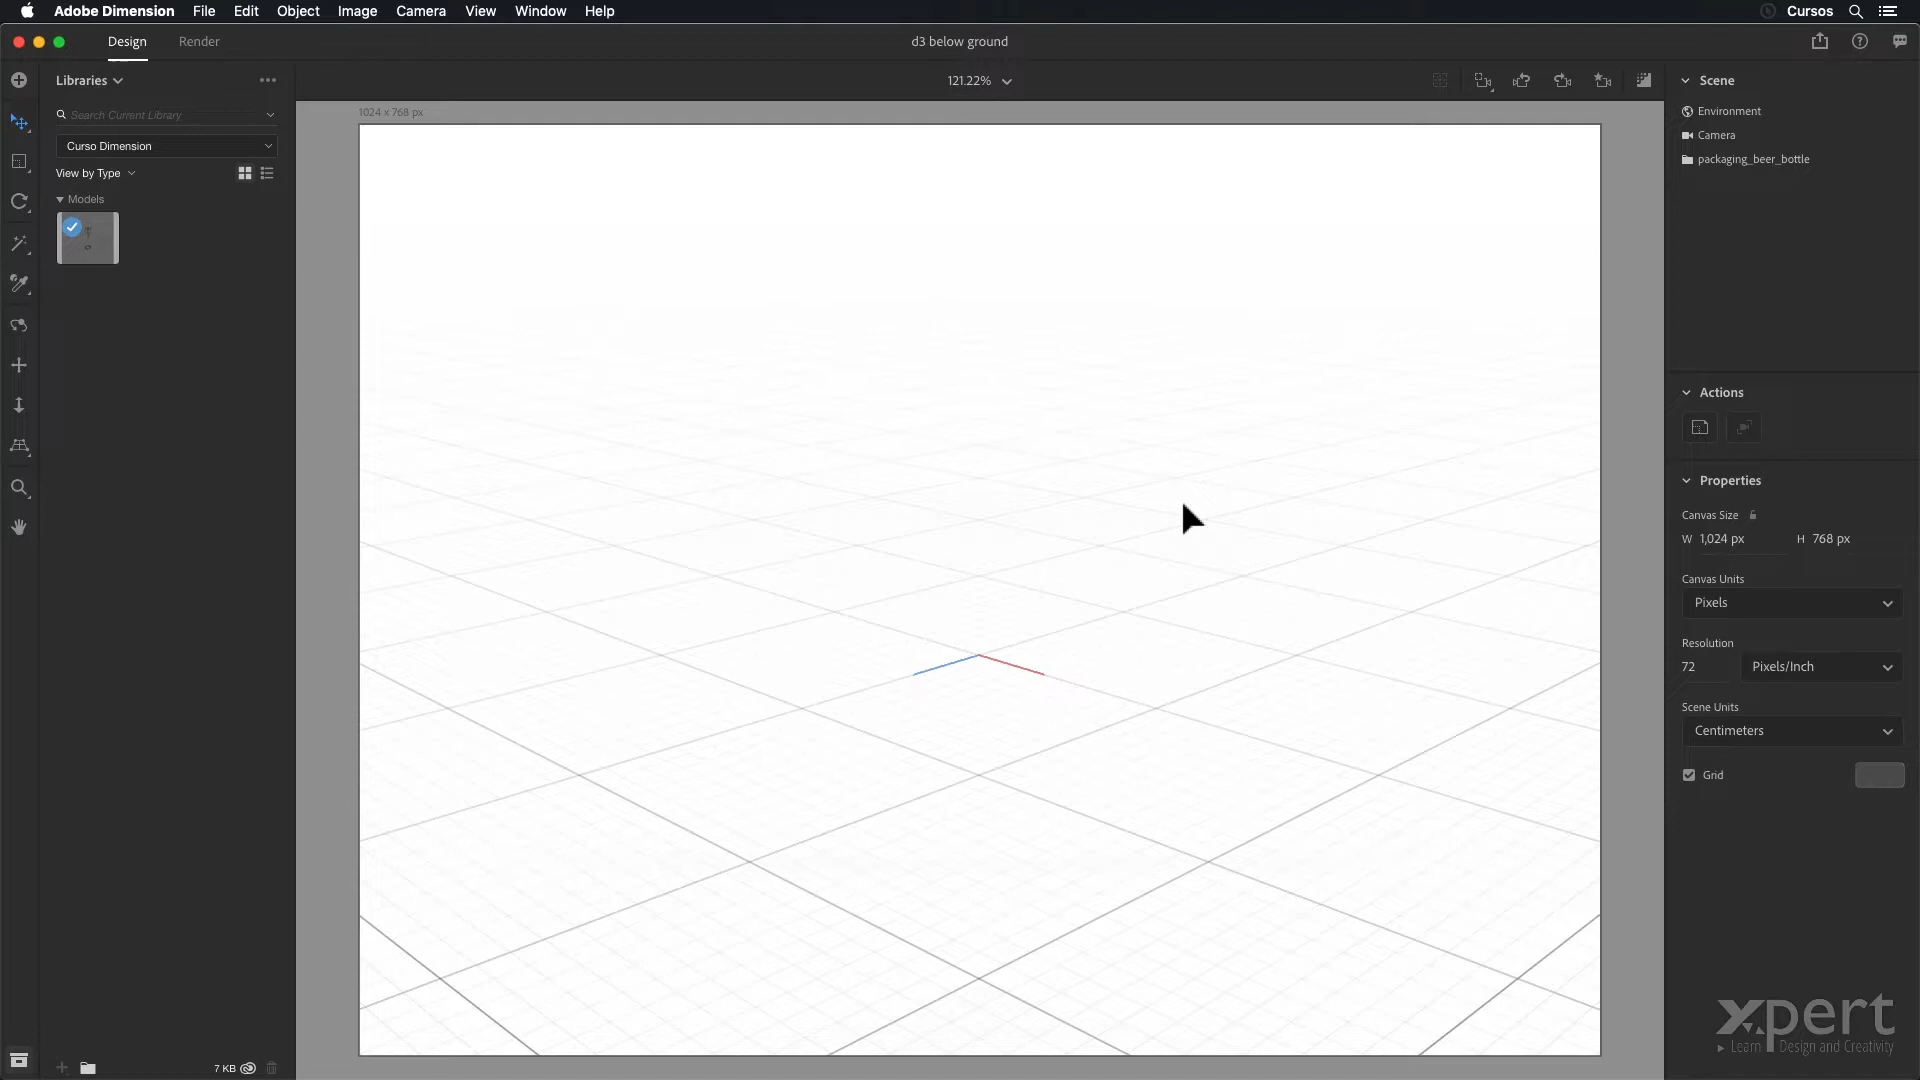 Adobe Dimension File Edit Object Image Camera View Window Help Cursos
Design Render d3 below ground
Libraries 121.22% Scene
Search Current Library
Curso Dimension
View by Type
Models
1024 x 768 px
Environment
Camera
packaging_beer_bottle
Actions
Properties
Canvas Size
W 1,024 px H 768 px
Canvas Units
Pixels
Resolution
72 Pixels/Inch
Scene Units
Centimeters
Grid
7 KB
xpert
Learn Design and Creativity